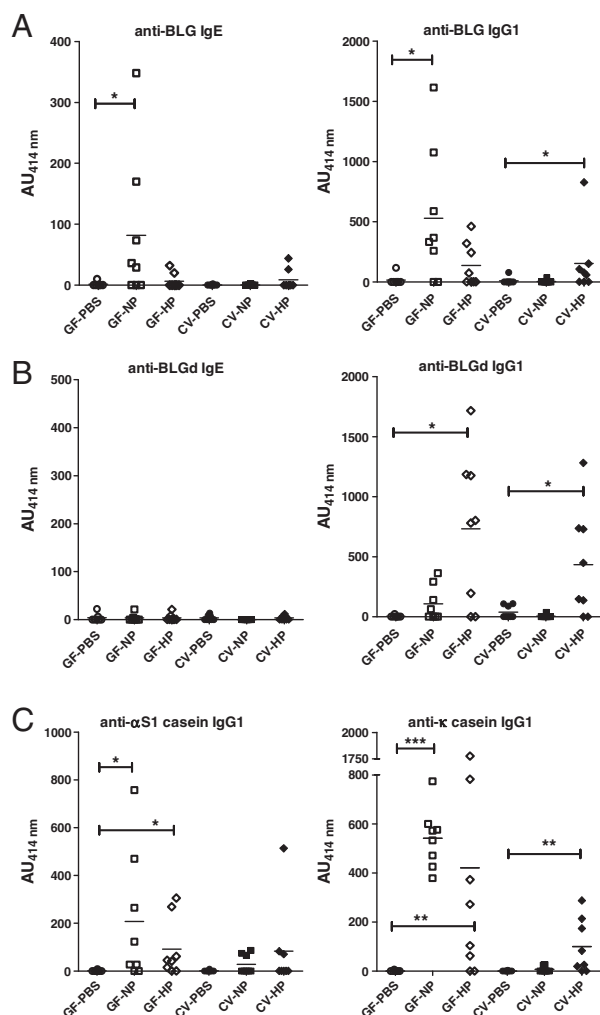 A
anti-BLG IgE
400
300
200
100
0
AU414 nm
GF-PBS
GF-NP
GF-HP
CV-PBS
CV-NP
CV-HP
*
anti-BLG IgG1
2000
1500
1000
500
0
AU414 nm
GF-PBS
GF-NP
GF-HP
CV-PBS
CV-NP
CV-HP
*
*
B
anti-BLGd IgE
500
400
300
200
100
0
AU414 nm
GF-PBS
GF-NP
GF-HP
CV-PBS
CV-NP
CV-HP
anti-BLGd IgG1
2000
1500
1000
500
0
AU414 nm
GF-PBS
GF-NP
GF-HP
CV-PBS
CV-NP
CV-HP
*
*
C
anti-αS1 casein IgG1
1000
800
600
400
200
0
AU414 nm
GF-PBS
GF-NP
GF-HP
CV-PBS
CV-NP
CV-HP
*
*
anti-κ casein IgG1
2000
1750
800
600
400
200
0
AU414 nm
GF-PBS
GF-NP
GF-HP
CV-PBS
CV-NP
CV-HP
***
**
**